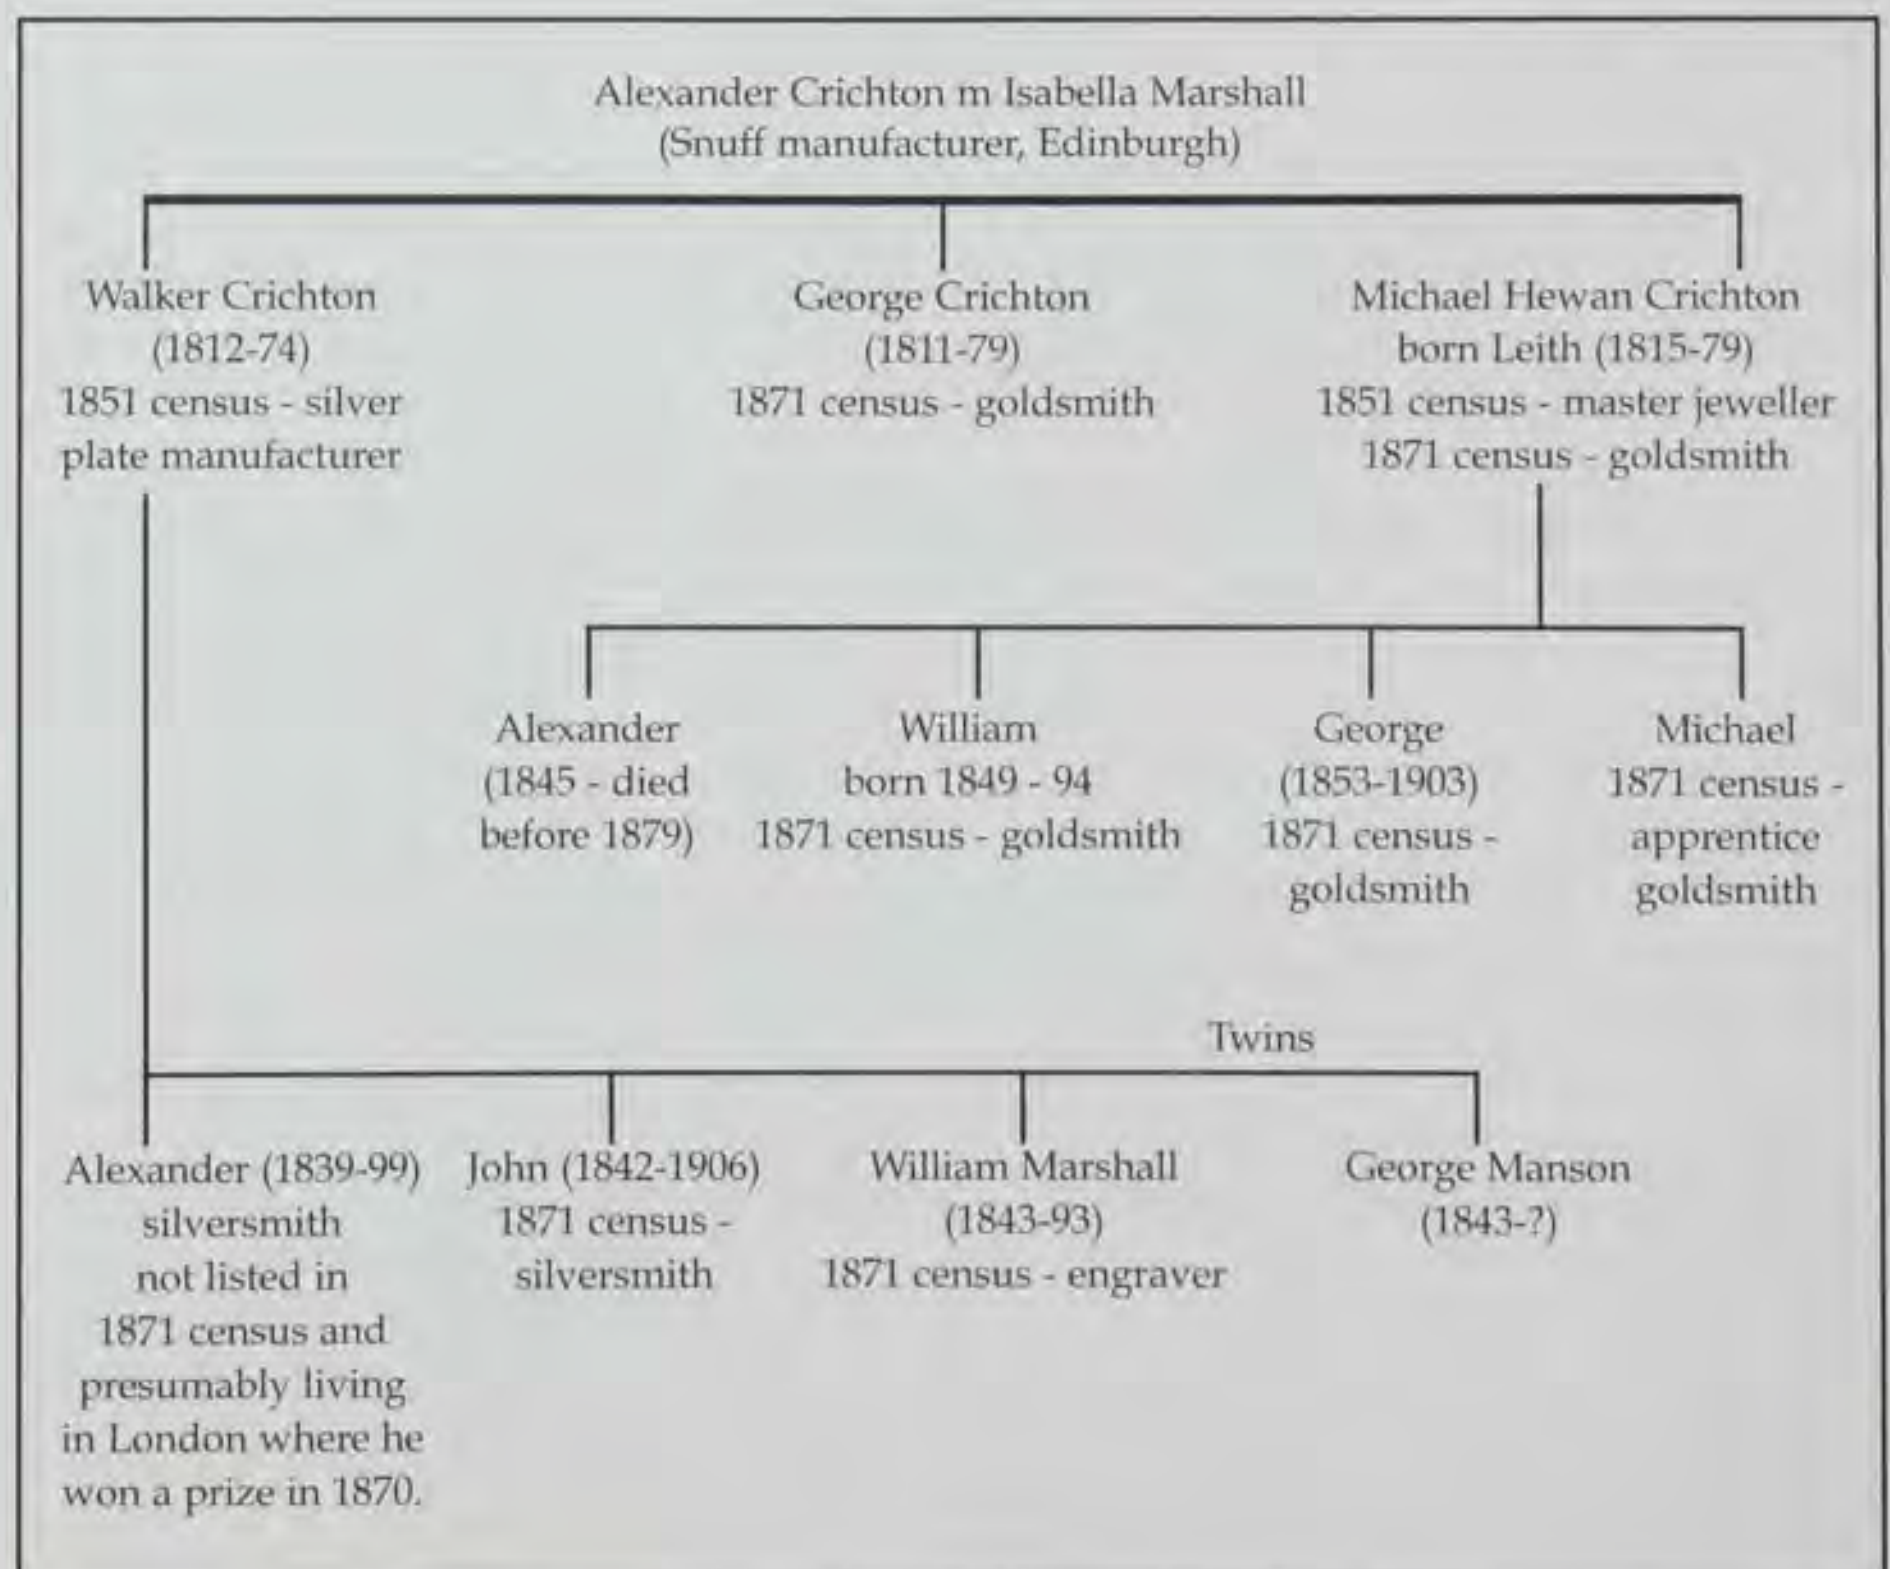 Alexander Crichton m Isabella Marshall
(Snuff manufacturer, Edinburgh)
Walker Crichton
(1812-74)
1851 census - silver
plate manufacturer
George Crichton
(1811-79)
1871 census - goldsmith
Michael Hewan Crichton
born Leith (1815-79)
1851 census - master jeweller
1871 census - goldsmith
Alexander
(1845 - died
before 1879)
William
born 1849 - 94
1871 census - goldsmith
George
(1853-1903)
1871 census -
goldsmith
Michael
1871 census -
apprentice
goldsmith
Twins
Alexander (1839-99)
silversmith
not listed in
1871 census and
presumably living
in London where he
won a prize in 1870.
John (1842-1906)
1871 census -
silversmith
William Marshall
(1843-93)
1871 census - engraver
George Manson
(1843-?)